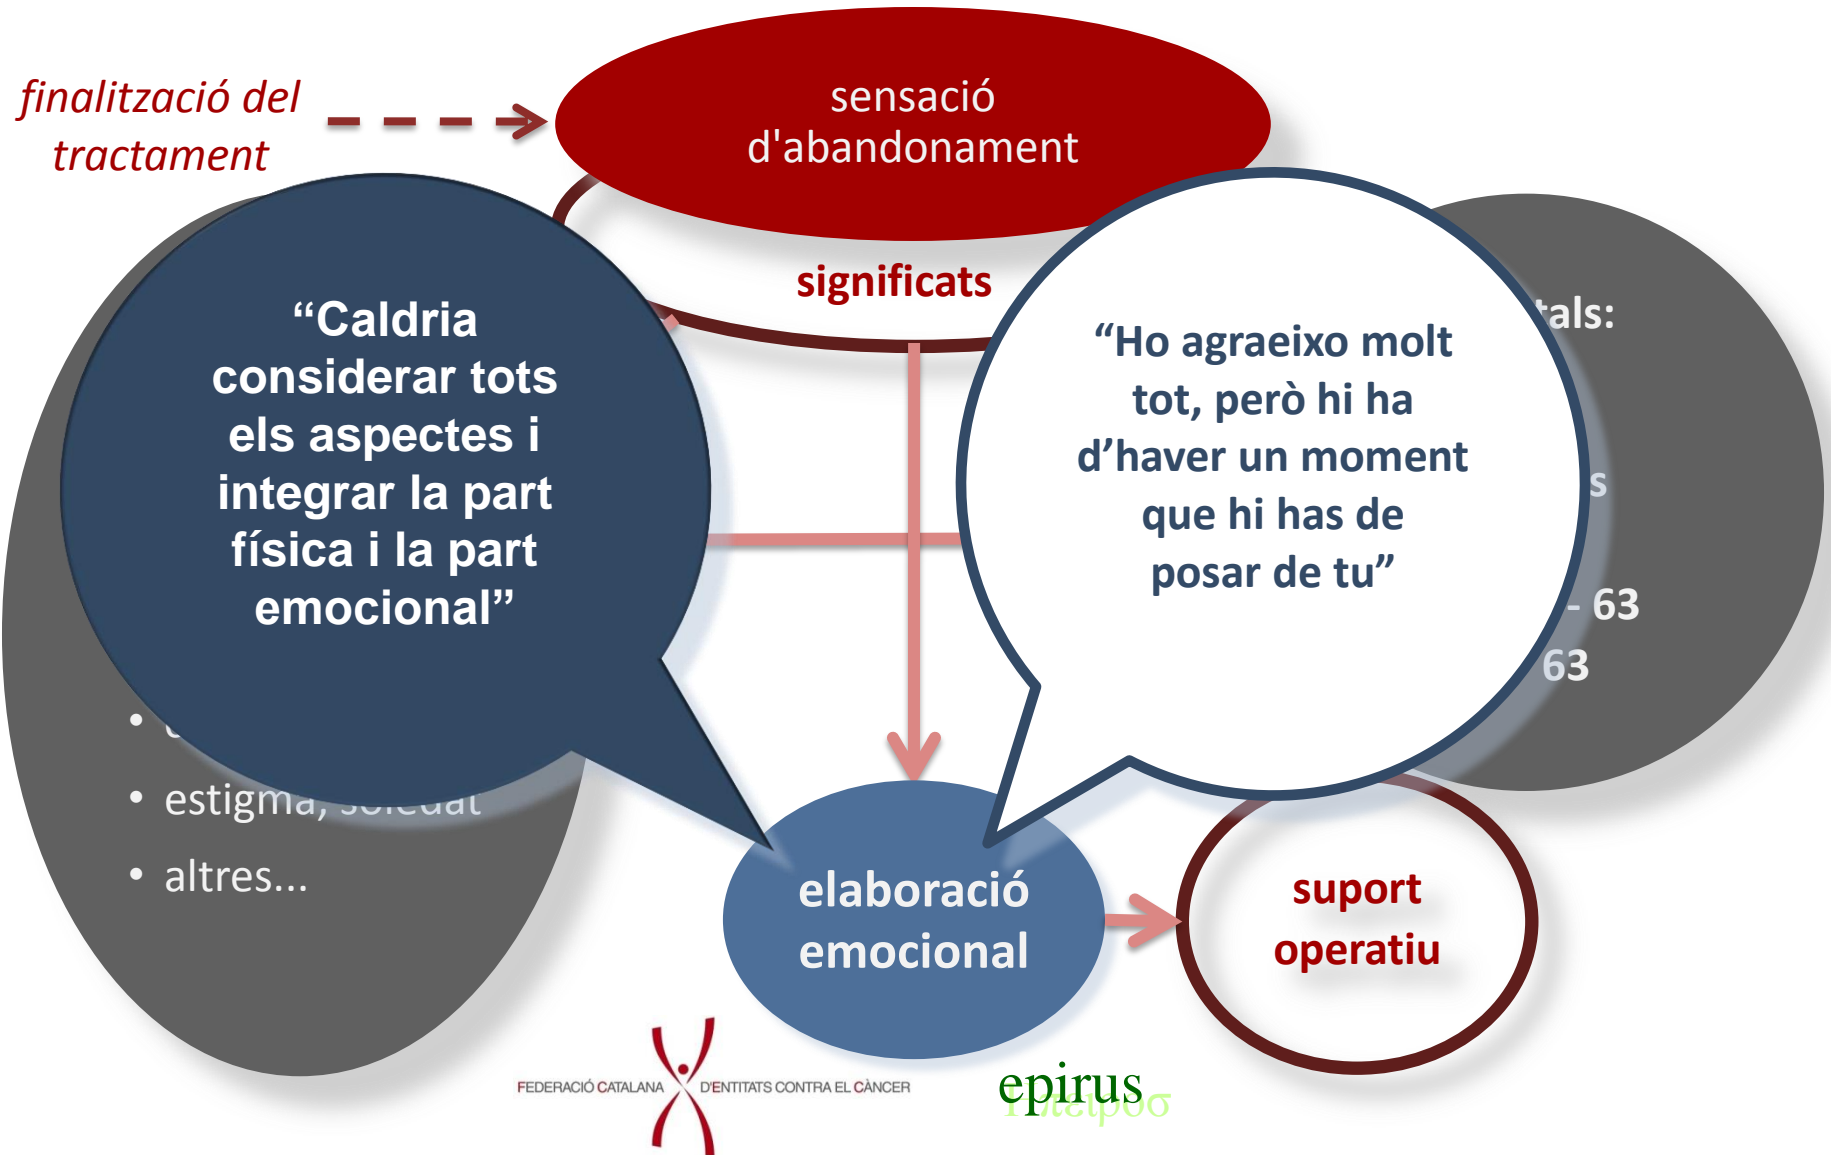 finalització del
tractament
sensació
d'abandonament
significats
“Caldria
considerar tots
els aspectes i
integrar la part
física i la part
emocional”
“Ho agraeixo molt
tot, però hi ha
d’haver un moment
que hi has de
posar de tu”
tals:
s
- 63
63
• estigma, soledat
• altres...
elaboració
emocional
suport
operatiu
FEDERACIÓ CATALANA D'ENTITATS CONTRA EL CÀNCER
epirus